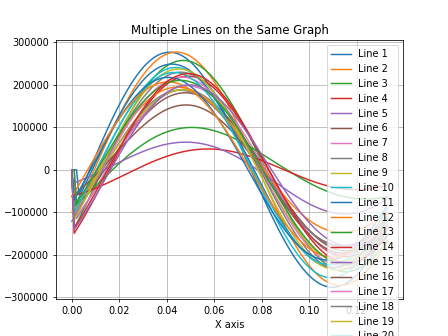 Multiple Lines on the Same Graph
300000
200000
100000
0
−100000
−200000
−300000
0.00
0.02
0.04
0.06
0.08
0.10
X axis
Line 1
Line 2
Line 3
Line 4
Line 5
Line 6
Line 7
Line 8
Line 9
Line 10
Line 11
Line 12
Line 13
Line 14
Line 15
Line 16
Line 17
Line 18
Line 19
Line 20